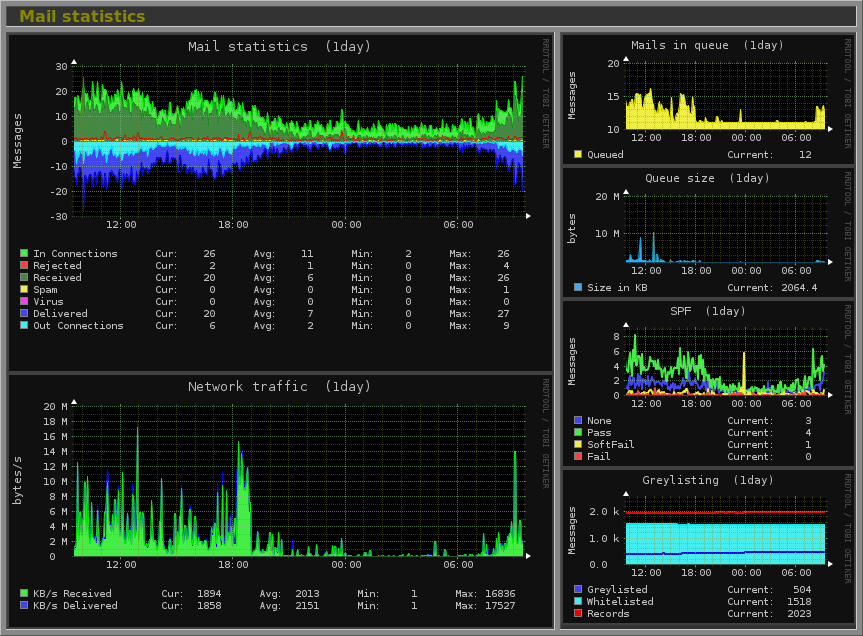 Mail statistics
Mail statistics (1day)
RRDTOOL / TOBI OETIKER
Messages
30
20
10
0
-10
-20
-30
12:00 18:00 00:00 06:00
In Connections Cur: 26 Avg: 11 Min: 2 Max: 26
Rejected Cur: 2 Avg: 1 Min: 0 Max: 4
Received Cur: 20 Avg: 6 Min: 0 Max: 26
Spam Cur: 0 Avg: 0 Min: 0 Max: 1
Virus Cur: 0 Avg: 0 Min: 0 Max: 0
Delivered Cur: 20 Avg: 7 Min: 0 Max: 27
Out Connections Cur: 6 Avg: 2 Min: 0 Max: 9
Network traffic (1day)
RRDTOOL / TOBI OETIKER
bytes/s
20 M
18 M
16 M
14 M
12 M
10 M
8 M
6 M
4 M
2 M
0
12:00 18:00 00:00 06:00
KB/s Received Cur: 1894 Avg: 2013 Min: 1 Max: 16836
KB/s Delivered Cur: 1858 Avg: 2151 Min: 1 Max: 17527
Mails in queue (1day)
RRDTOOL / TOBI OETIKER
Messages
20
15
10
12:00 18:00 00:00 06:00
Queued Current: 12
Queue size (1day)
RRDTOOL / TOBI OETIKER
bytes
20 M
10 M
12:00 18:00 00:00 06:00
Size in KB Current: 2064.4
SPF (1day)
RRDTOOL / TOBI OETIKER
Messages
8
6
4
2
0
12:00 18:00 00:00 06:00
None Current: 3
Pass Current: 4
SoftFail Current: 1
Fail Current: 0
Greylisting (1day)
RRDTOOL / TOBI OETIKER
Messages
2.0 k
1.0 k
0.0
12:00 18:00 00:00 06:00
Greylisted Current: 504
Whitelisted Current: 1518
Records Current: 2023